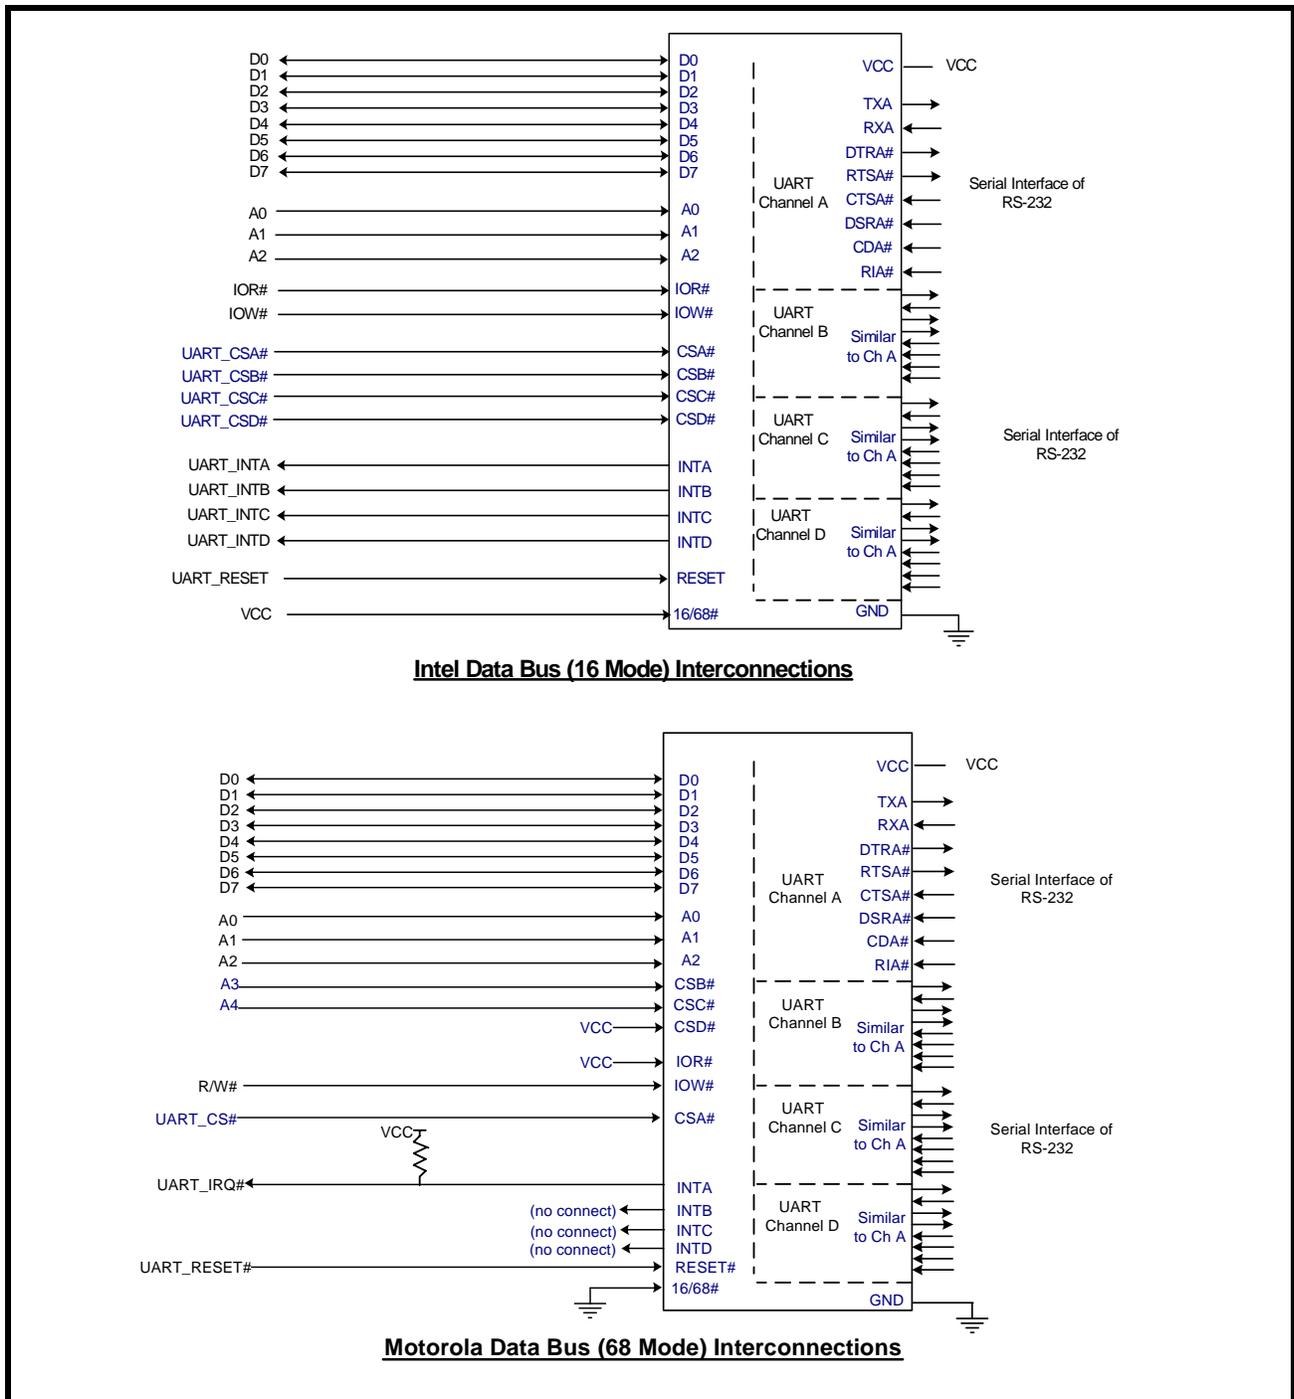 D0 D0
D1 D1
D2 D2
D3 D3
D4 D4
D5 D5
D6 D6
D7 D7
A0 A0
A1 A1
A2 A2
IOR# IOR#
IOW# IOW#
UART_CSA# CSA#
UART_CSB# CSB#
UART_CSC# CSC#
UART_CSD# CSD#
UART_INTA INTA
UART_INTB INTB
UART_INTC INTC
UART_INTD INTD
UART_RESET RESET
VCC 16/68#
UART
Channel A
VCC VCC
TXA
RXA
DTRA#
RTSA#
CTSA#
DSRA#
CDA#
RIA#
Serial Interface of
RS-232
UART
Channel B
Similar
to Ch A
UART
Channel C
Similar
to Ch A
Serial Interface of
RS-232
UART
Channel D
Similar
to Ch A
GND
Intel Data Bus (16 Mode) Interconnections
D0 D0
D1 D1
D2 D2
D3 D3
D4 D4
D5 D5
D6 D6
D7 D7
A0 A0
A1 A1
A2 A2
A3 CSB#
A4 CSC#
VCC CSD#
VCC IOR#
R/W# IOW#
UART_CS# CSA#
VCC
UART_IRQ# INTA
(no connect) INTB
(no connect) INTC
(no connect) INTD
UART_RESET# RESET#
16/68#
UART
Channel A
VCC VCC
TXA
RXA
DTRA#
RTSA#
CTSA#
DSRA#
CDA#
RIA#
Serial Interface of
RS-232
UART
Channel B
Similar
to Ch A
UART
Channel C
Similar
to Ch A
Serial Interface of
RS-232
UART
Channel D
Similar
to Ch A
GND
Motorola Data Bus (68 Mode) Interconnections